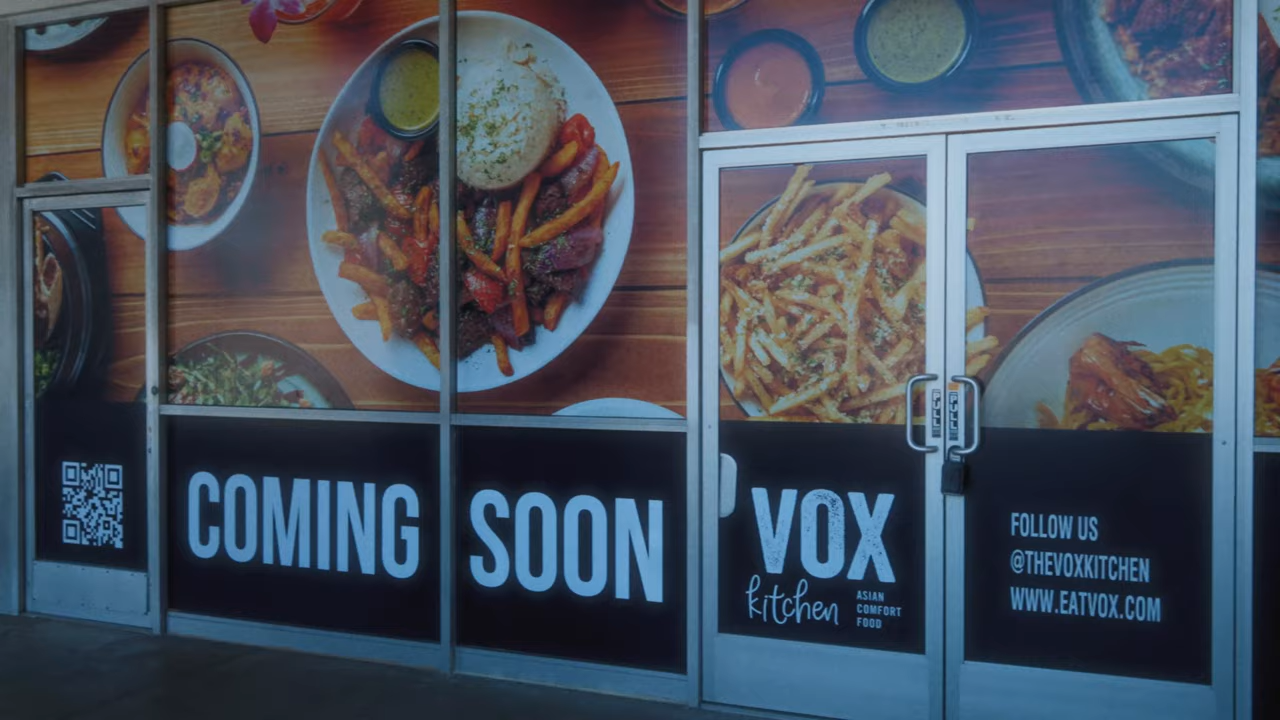 COMING SOON
VOX
kitchen
ASIAN
COMFORT
FOOD
PULL
PULL
FOLLOW US
@THEVOXKITCHEN
WWW.EATVOX.COM